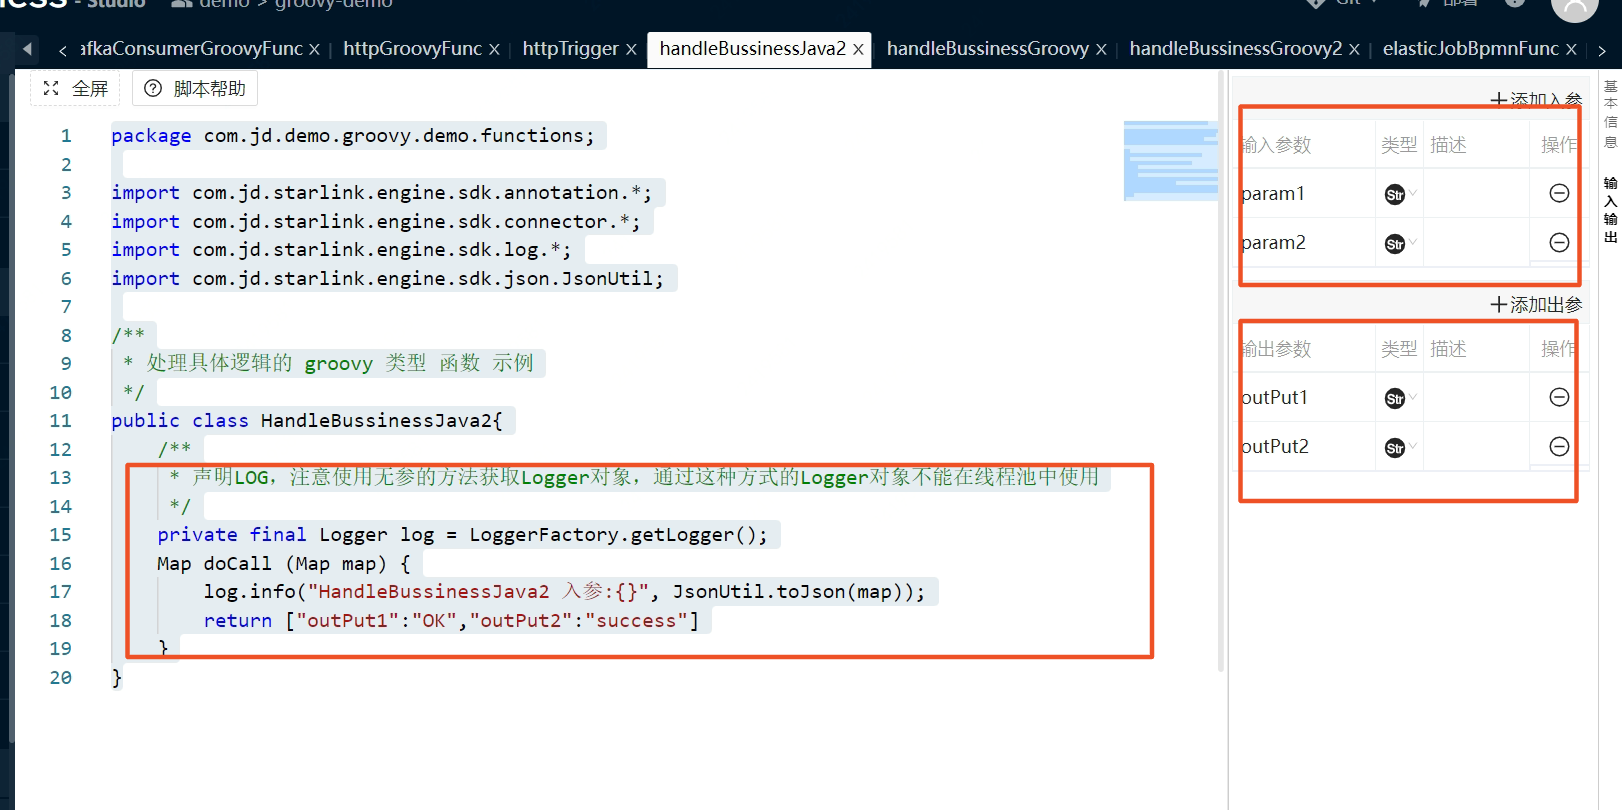 - Studio demo > groovy-demo Git 部署
< afkaConsumerGroovyFunc × httpGroovyFunc × httpTrigger × handleBussinessJava2 × handleBussinessGroovy × handleBussinessGroovy2 × elasticJobBpmnFunc × >
全屏 脚本帮助
1 package com.jd.demo.groovy.demo.functions;
2
3 import com.jd.starlink.engine.sdk.annotation.*;
4 import com.jd.starlink.engine.sdk.connector.*;
5 import com.jd.starlink.engine.sdk.log.*;
6 import com.jd.starlink.engine.sdk.json.JsonUtil;
7
8 /**
9 * 处理具体逻辑的 groovy 类型 函数 示例
10 */
11 public class HandleBussinessJava2{
12 /**
13 * 声明LOG，注意使用无参的方法获取Logger对象，通过这种方式的Logger对象不能在线程池中使用
14 */
15 private final Logger log = LoggerFactory.getLogger();
16 Map doCall (Map map) {
17 log.info("HandleBussinessJava2 入参:{}", JsonUtil.toJson(map));
18 return ["outPut1":"OK","outPut2":"success"]
19 }
20 }
+添加入参
输入参数 类型 描述 操作
param1 Str
param2 Str
+添加出参
输出参数 类型 描述 操作
outPut1 Str
outPut2 Str
基本信息
输入输出